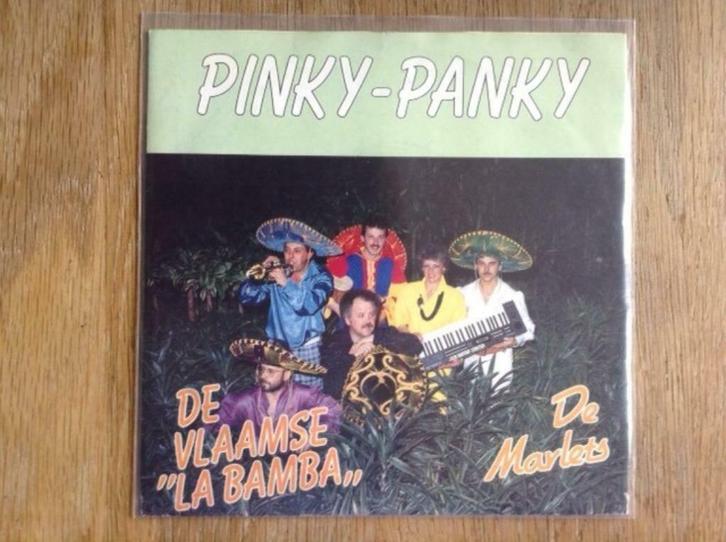 PINKY-PANKY
DE
VLAAMSE
„LA BAMBA„
De
Marlets